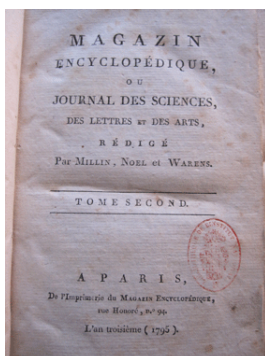 MAGAZIN
ENCYCLOPÉDIQUE,
OU
JOURNAL DES SCIENCES,
DES LETTRES ET DES ARTS,
RÉDIGÉ
Par MILLIN, NOEL et WARENS.
TOME SECOND.
A PARIS,
De l'Imprimerie du MAGASIN ENCYCLOPÉDIQUE,
rue Honoré, n.º 94.
L'an troisième (1795).